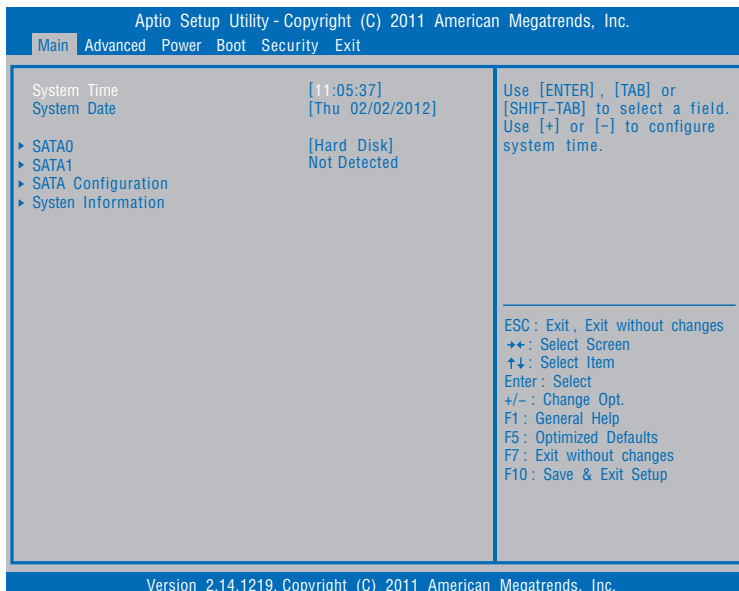 Aptio Setup Utility - Copyright (C) 2011 American Megatrends, Inc.
Main Advanced Power Boot Security Exit
System Time [11:05:37]
System Date [Thu 02/02/2012]
▸ SATA0 [Hard Disk]
▸ SATA1 Not Detected
▸ SATA Configuration
▸ Systen Information
Use [ENTER], [TAB] or
[SHIFT-TAB] to select a field.
Use [+] or [-] to configure
system time.
ESC : Exit, Exit without changes
→←: Select Screen
↑↓: Select Item
Enter : Select
+/- : Change Opt.
F1 : General Help
F5 : Optimized Defaults
F7 : Exit without changes
F10 : Save & Exit Setup
Version 2.14.1219. Copyright (C) 2011 American Megatrends, Inc.